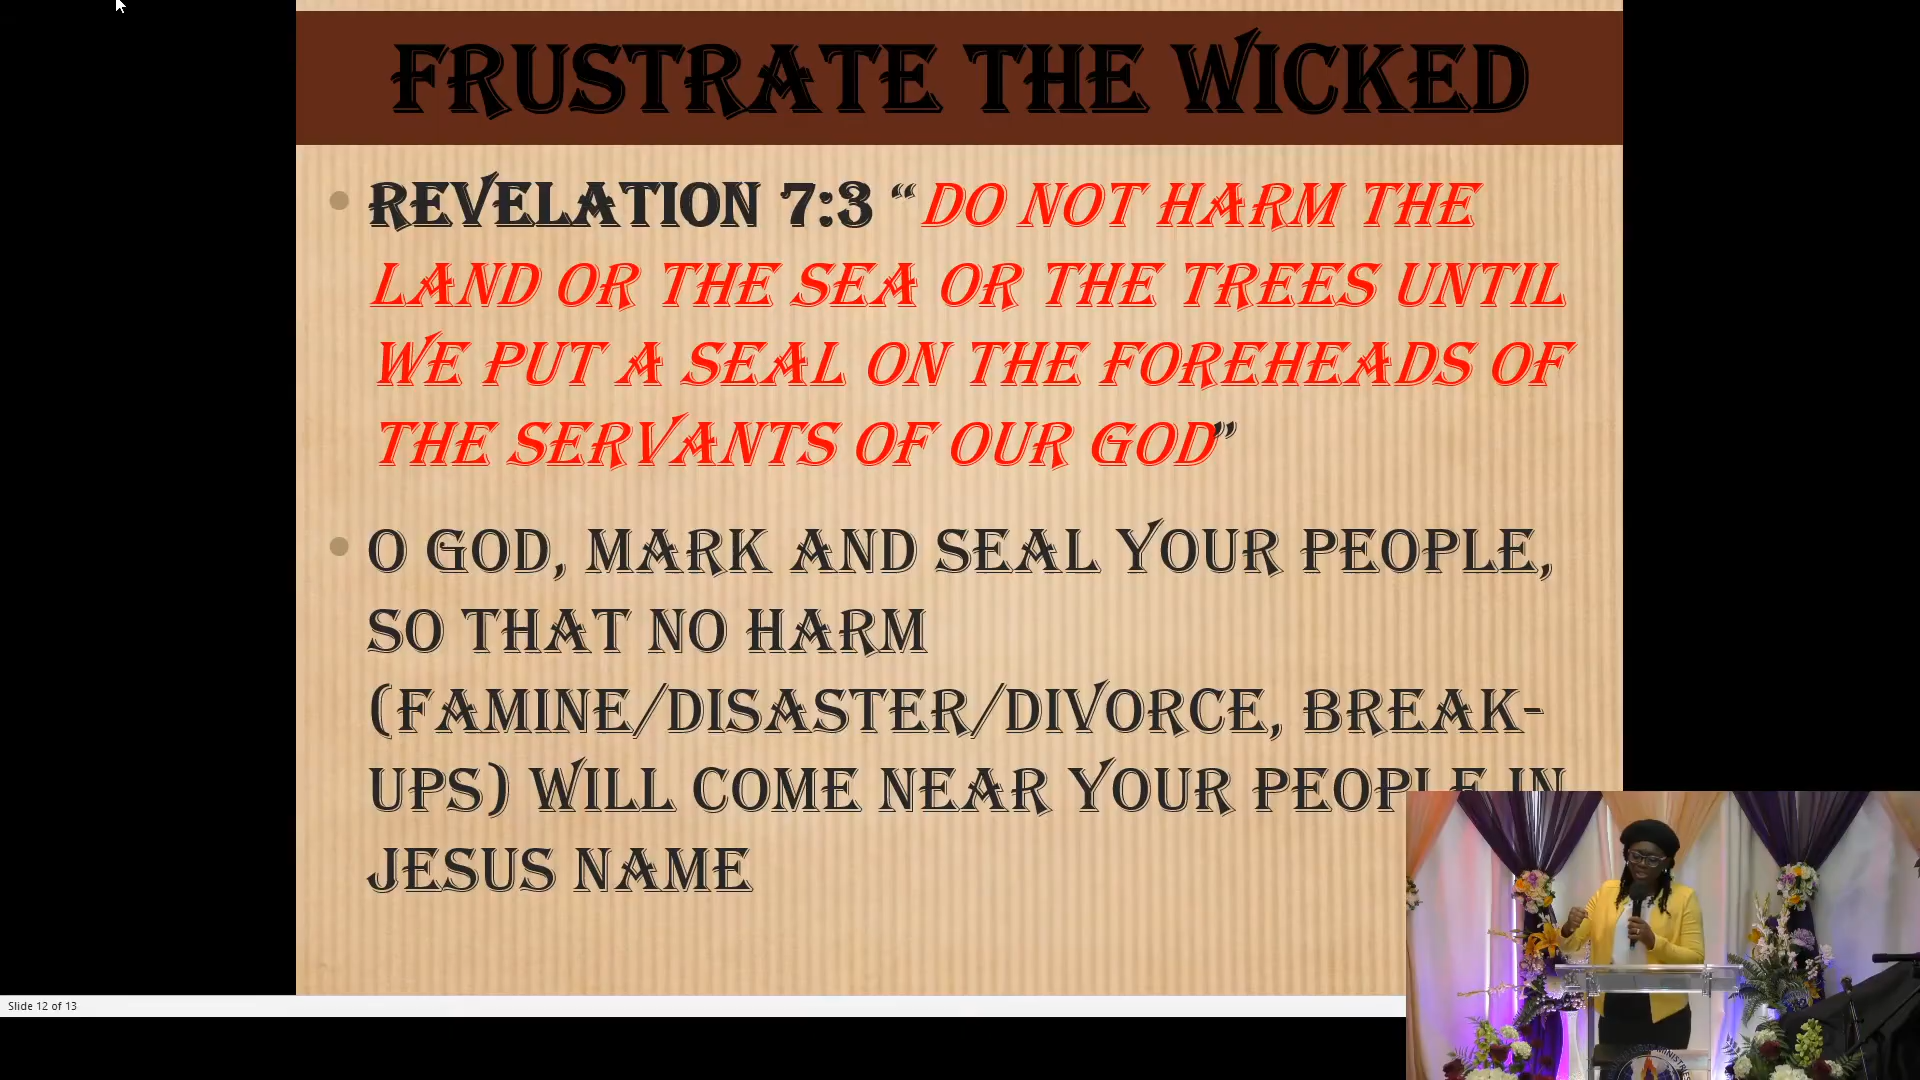 FRUSTRATE THE WICKED
REVELATION 7:3 “DO NOT HARM THE
LAND OR THE SEA OR THE TREES UNTIL
WE PUT A SEAL ON THE FOREHEADS OF
THE SERVANTS OF OUR GOD”
O GOD, MARK AND SEAL YOUR PEOPLE,
SO THAT NO HARM
(FAMINE/DISASTER/DIVORCE, BREAK-
UPS) WILL COME NEAR YOUR PEOPLE IN
JESUS NAME
Slide 12 of 13